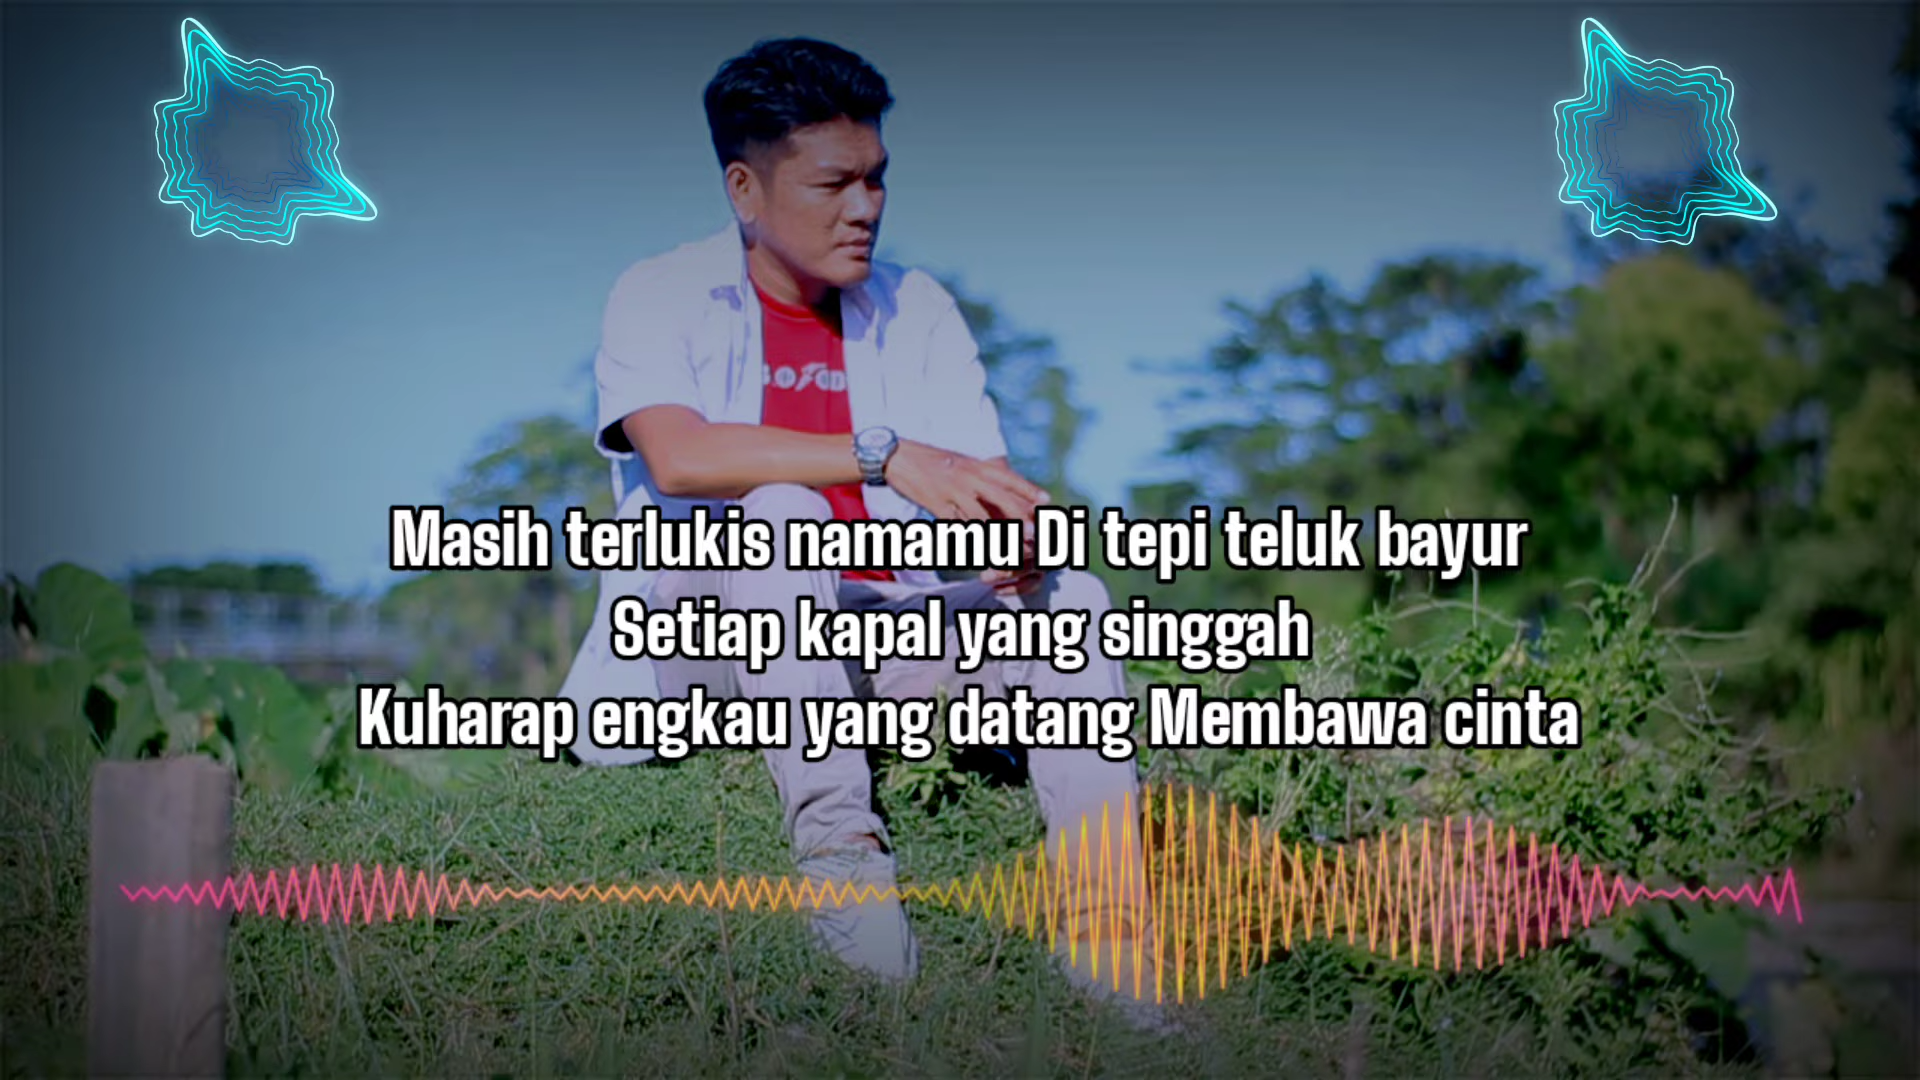 Masih terlukis namamu Di tepi teluk bayur
Setiap kapal yang singgah
Kuharap engkau yang datang Membawa cinta